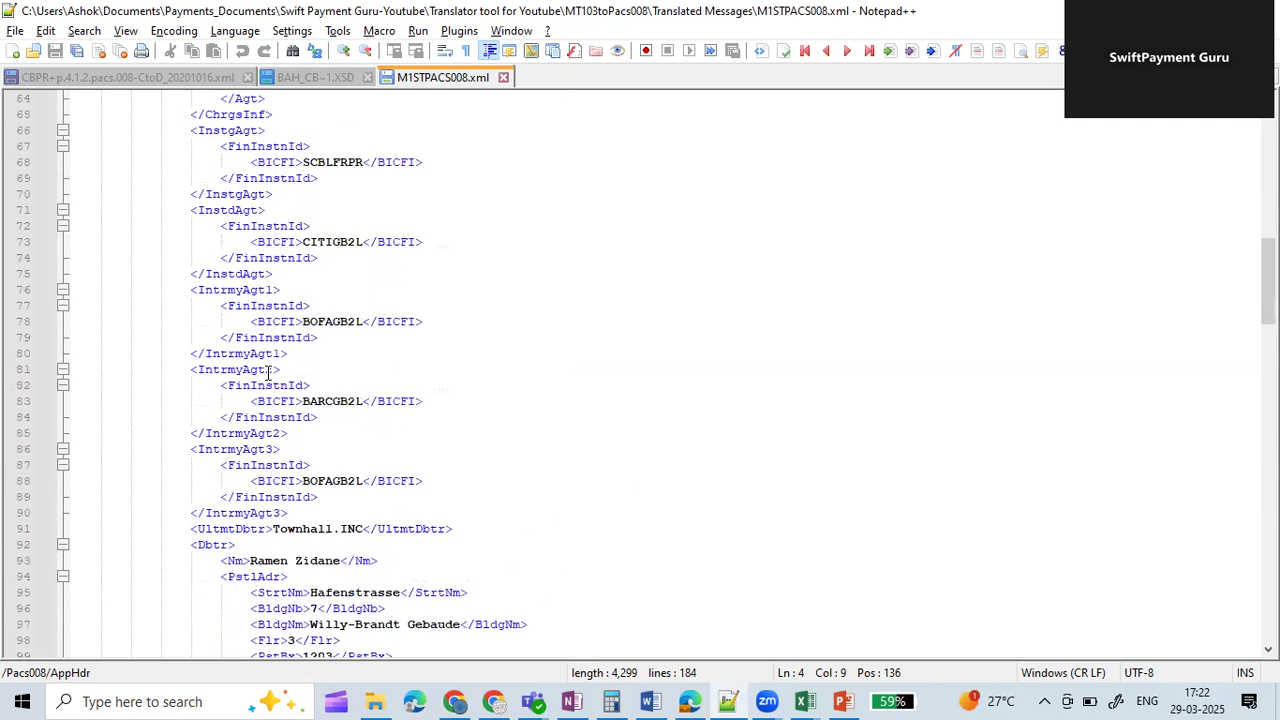 C:\Users\Ashok\Documents\Payments_Documents\Swift Payment Guru-Youtube\Translator tool for Youtube\MT103toPacs008\Translated Messages\M1STPACS008.xml - Notepad++
File Edit Search View Encoding Language Settings Tools Macro Run Plugins Window ?
SwiftPayment Guru
CBPR+p.4.1.2.pacs.008-CtoD_20201016.xml BAH_CB~1.XSD M1STPACS008.xml
64 </Agt>
65 </ChrgsInf>
66 <InstgAgt>
67 <FinInstnId>
68 <BICFI>SCBLFRPR</BICFI>
69 </FinInstnId>
70 </InstgAgt>
71 <InstdAgt>
72 <FinInstnId>
73 <BICFI>CITIGB2L</BICFI>
74 </FinInstnId>
75 </InstdAgt>
76 <IntrmyAgt1>
77 <FinInstnId>
78 <BICFI>BOFAGB2L</BICFI>
79 </FinInstnId>
80 </IntrmyAgt1>
81 <IntrmyAgt2>
82 <FinInstnId>
83 <BICFI>BARCGB2L</BICFI>
84 </FinInstnId>
85 </IntrmyAgt2>
86 <IntrmyAgt3>
87 <FinInstnId>
88 <BICFI>BOFAGB2L</BICFI>
89 </FinInstnId>
90 </IntrmyAgt3>
91 <UltmtDbtr>Townhall.INC</UltmtDbtr>
92 <Dbtr>
93 <Nm>Ramen Zidane</Nm>
94 <PstlAdr>
95 <StrtNm>Hafenstrasse</StrtNm>
96 <BldgNb>7</BldgNb>
97 <BldgNm>Willy-Brandt Gebaude</BldgNm>
98 <Flr>3</Flr>
99 <PstBx>1203</PstBx>
/Pacs008/AppHdr length : 4,299 lines : 184 Ln : 4 Col : 9 Pos : 136 Windows (CR LF) UTF-8 INS
Type here to search 59% 27°C ENG 17:22
29-03-2025